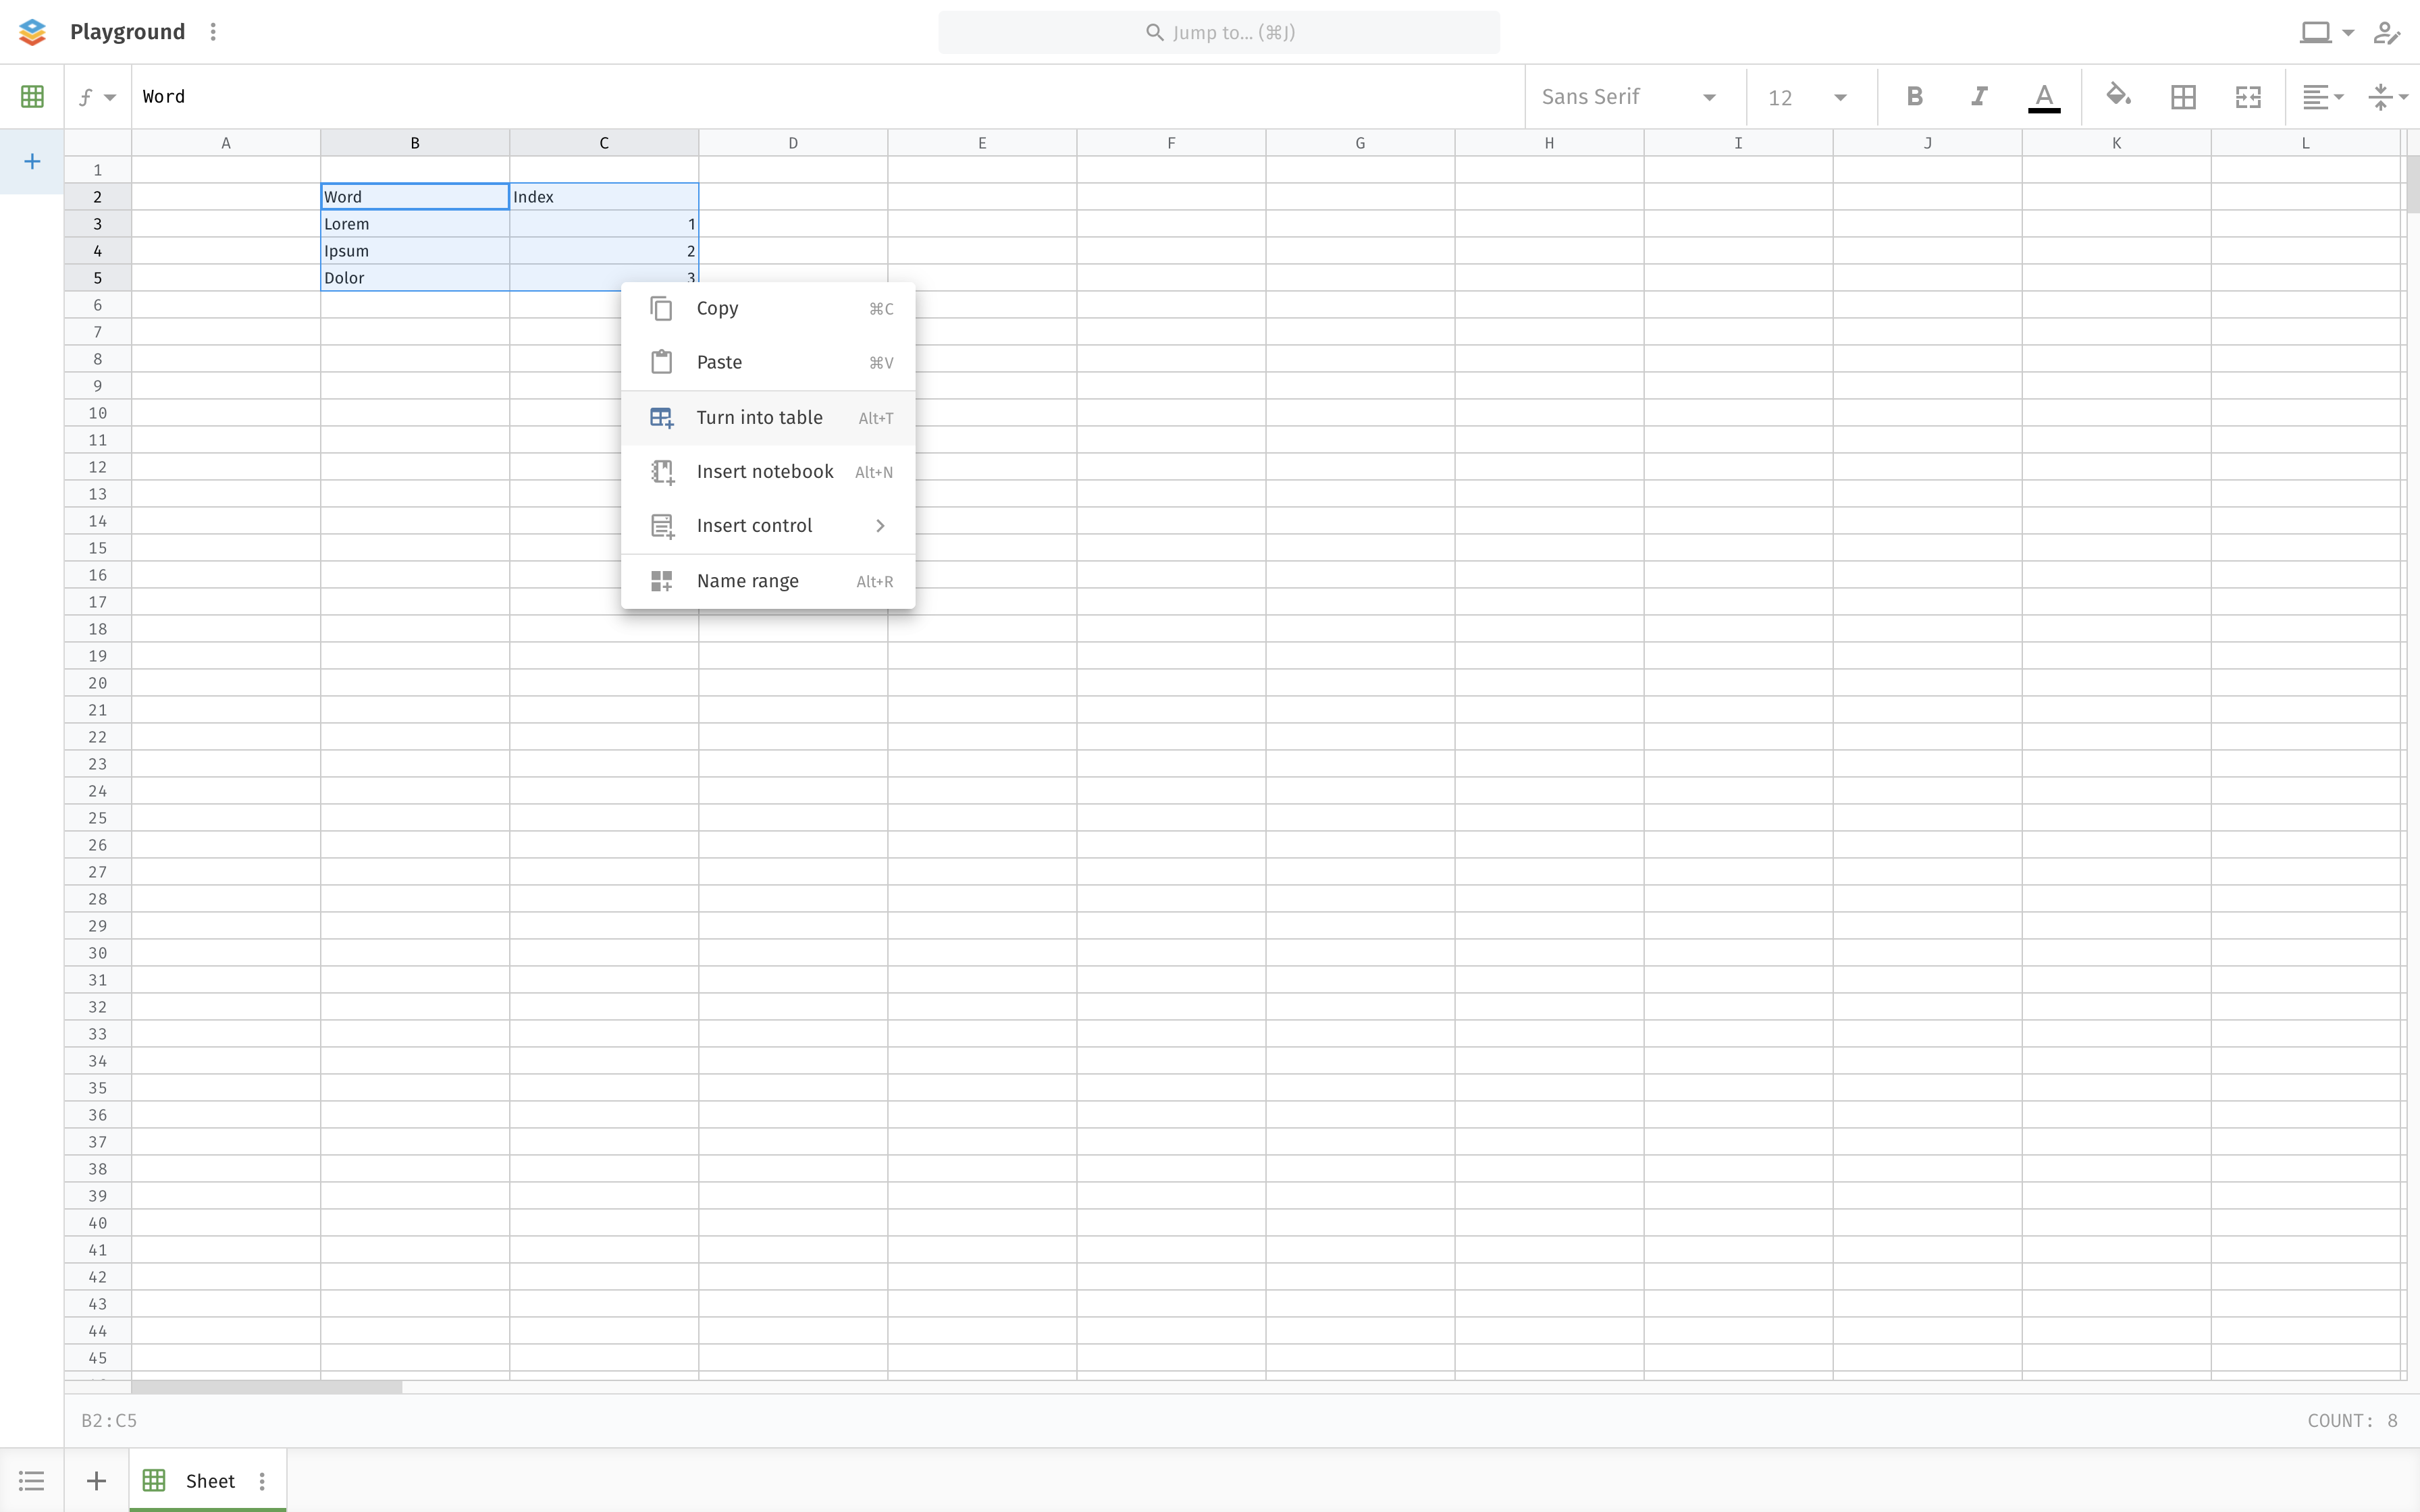 Playground
Jump to... (⌘J)
Word
Sans Serif
12
B I A
A B C D E F G H I J K L
1
2 Word Index
3 Lorem 1
4 Ipsum 2
5 Dolor 3
6
Copy ⌘C
7
8 Paste ⌘V
9
10 Turn into table Alt+T
11
12 Insert notebook Alt+N
13
14 Insert control
15
16 Name range Alt+R
17
18
19
20
21
22
23
24
25
26
27
28
29
30
31
32
33
34
35
36
37
38
39
40
41
42
43
44
45
B2:C5
COUNT: 8
Sheet